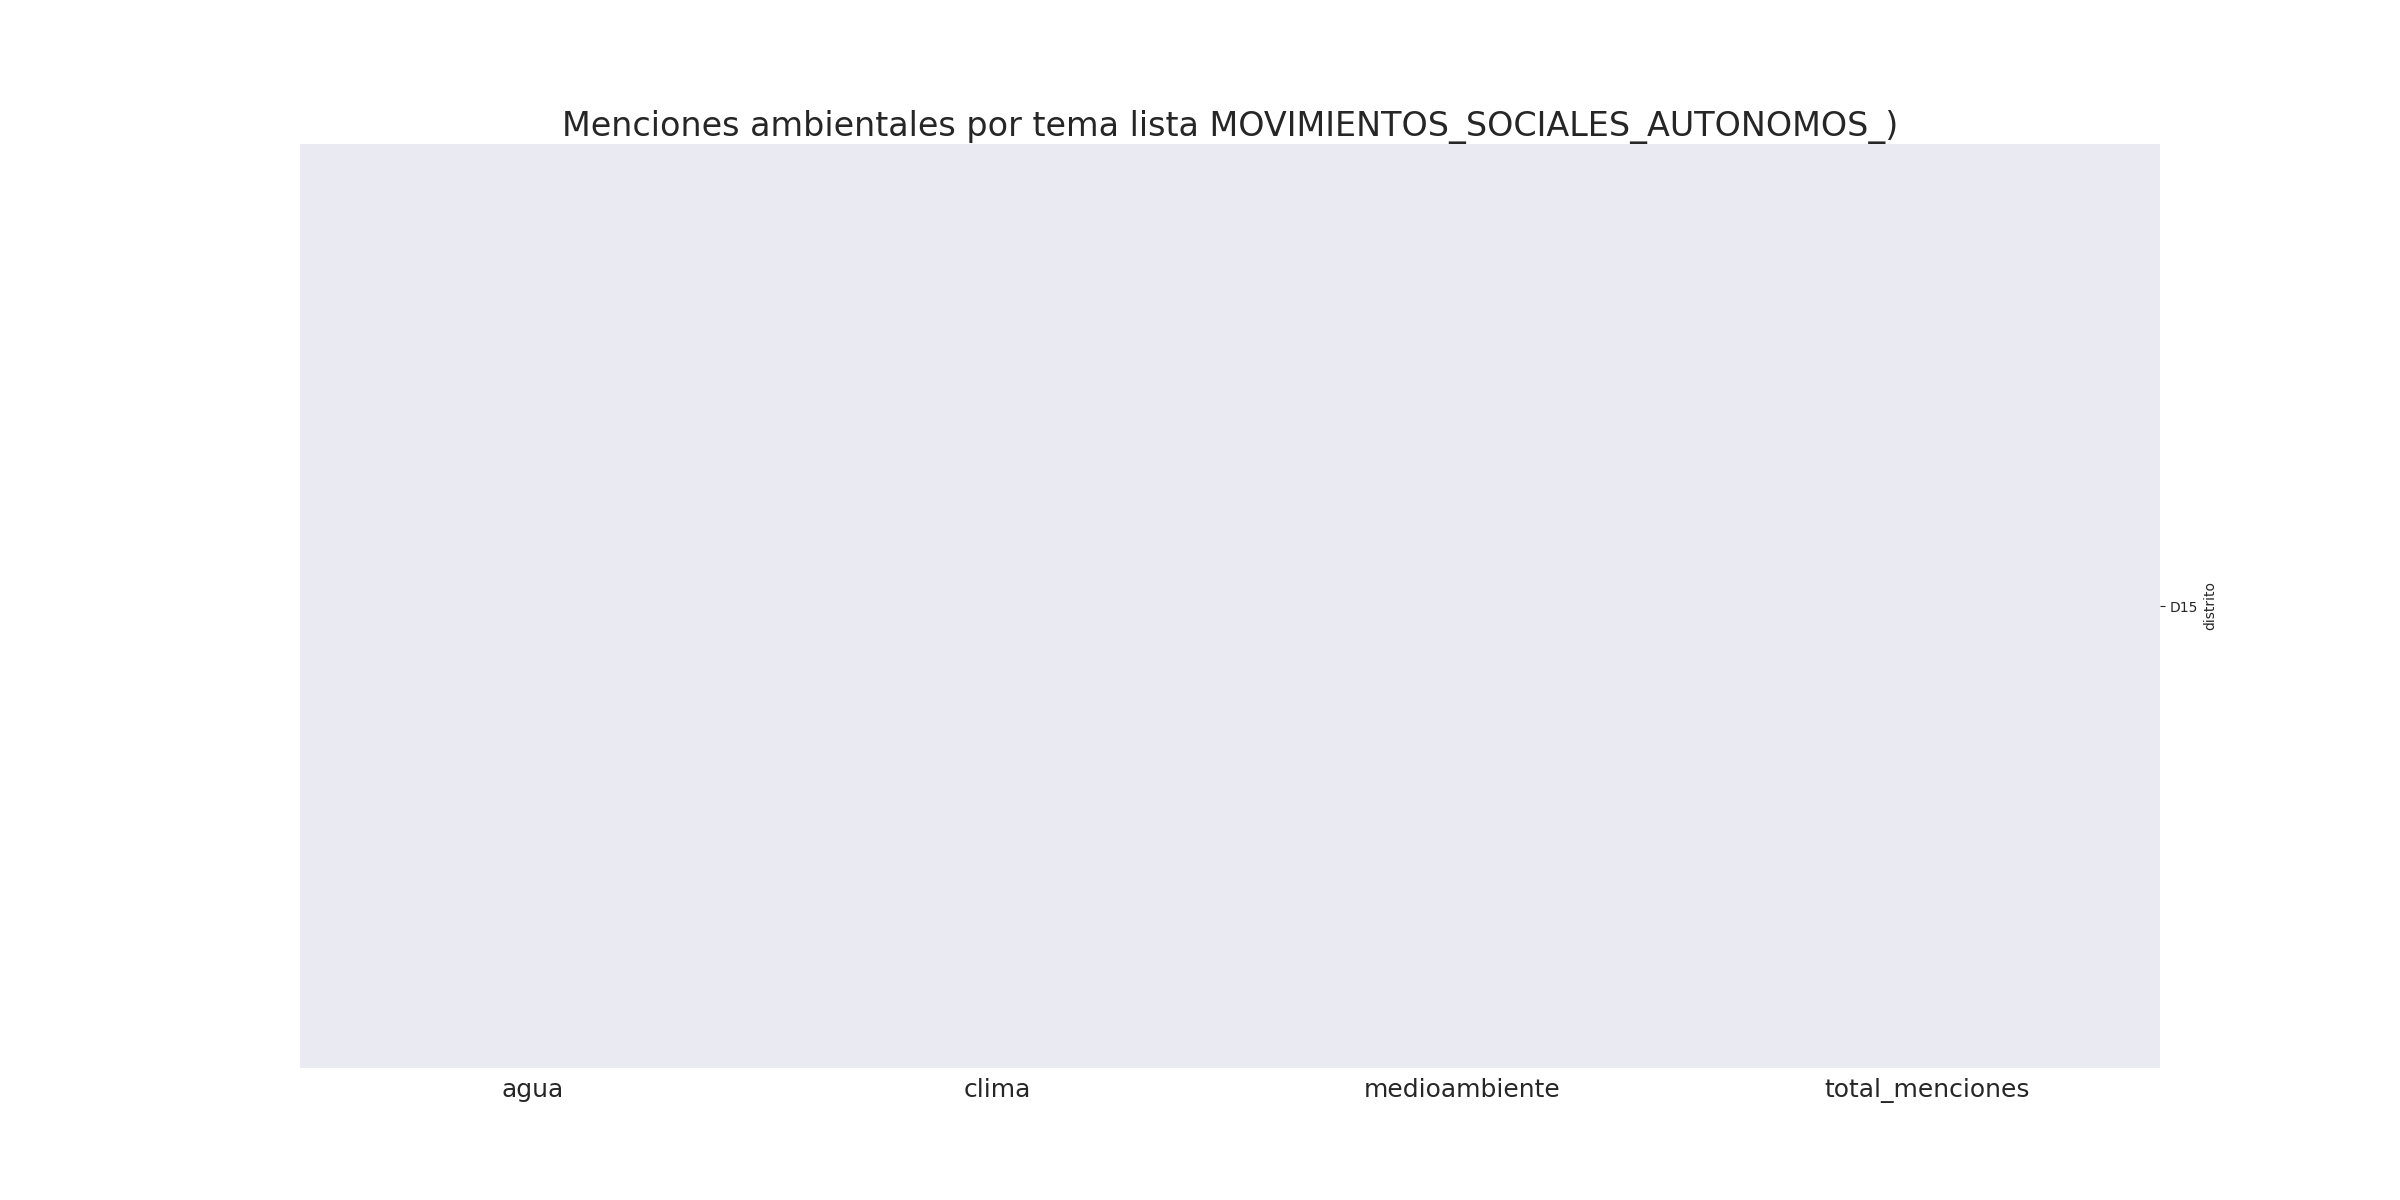 Menciones ambientales por tema lista MOVIMIENTOS_SOCIALES_AUTONOMOS_)
D15
distrito
agua clima medioambiente total_menciones